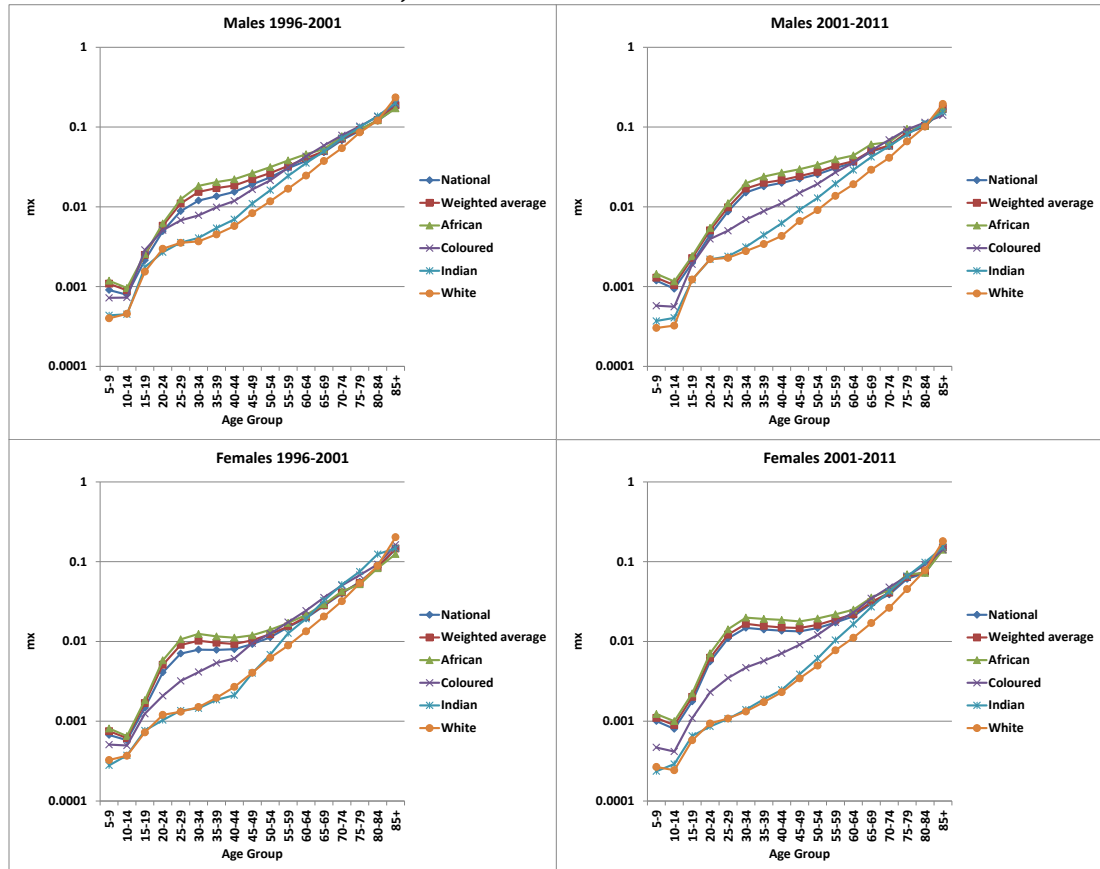 Males 1996-2001
1
0.1
0.01
0.001
0.0001
mx
5-9
10-14
15-19
20-24
25-29
30-34
35-39
40-44
45-49
50-54
55-59
60-64
65-69
70-74
75-79
80-84
85+
Age Group
National
Weighted average
African
Coloured
Indian
White
Males 2001-2011
1
0.1
0.01
0.001
0.0001
mx
5-9
10-14
15-19
20-24
25-29
30-34
35-39
40-44
45-49
50-54
55-59
60-64
65-69
70-74
75-79
80-84
85+
Age Group
National
Weighted average
African
Coloured
Indian
White
Females 1996-2001
1
0.1
0.01
0.001
0.0001
mx
5-9
10-14
15-19
20-24
25-29
30-34
35-39
40-44
45-49
50-54
55-59
60-64
65-69
70-74
75-79
80-84
85+
Age Group
National
Weighted average
African
Coloured
Indian
White
Females 2001-2011
1
0.1
0.01
0.001
0.0001
mx
5-9
10-14
15-19
20-24
25-29
30-34
35-39
40-44
45-49
50-54
55-59
60-64
65-69
70-74
75-79
80-84
85+
Age Group
National
Weighted average
African
Coloured
Indian
White